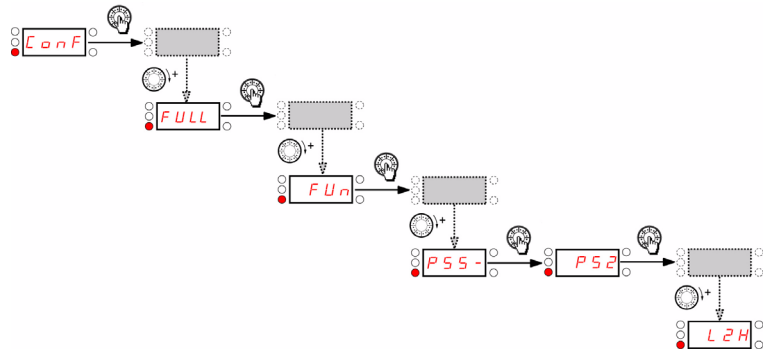 ConF
+
FULL
+
FUn
+
PSS- PS2
+
L2H